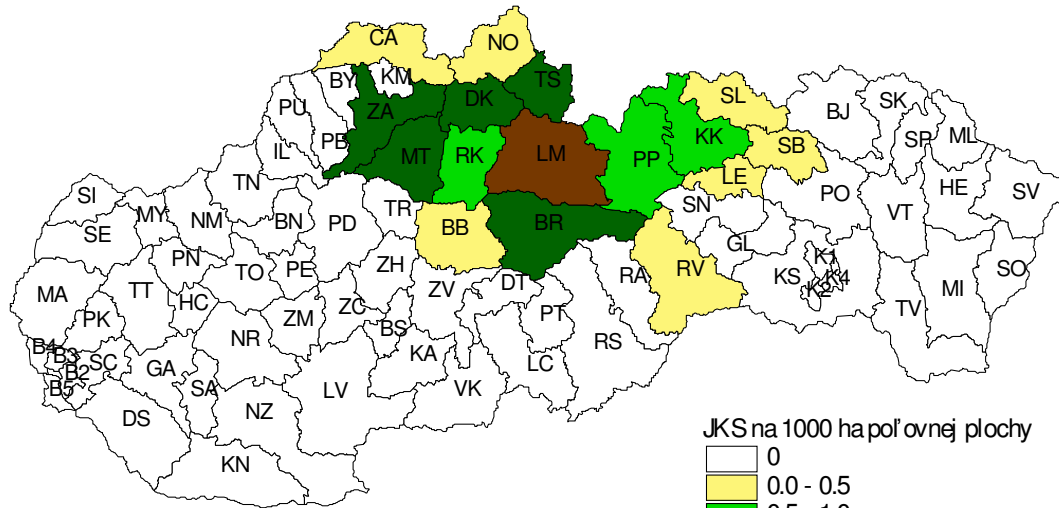 CA
NO
BY
KM
TS
PU
ZA
DK
SL
BJ
SK
PB
IL
MT
RK
LM
PP
KK
SB
SP
ML
TN
LE
PO
HE
SV
SI
MY
NM
BN
PD
TR
BB
BR
SN
VT
SE
PN
TO
PE
ZH
GL
RV
RA
KS
K1
K4
K2
SO
MA
TT
HC
ZM
ZC
ZV
DT
MI
TV
PK
NR
BS
PT
RS
B4
B3
B2
B5
SC
GA
SA
KA
LC
LV
VK
DS
NZ
KN
JKS na 1000 ha poľovnej plochy
0
0.0 - 0.5